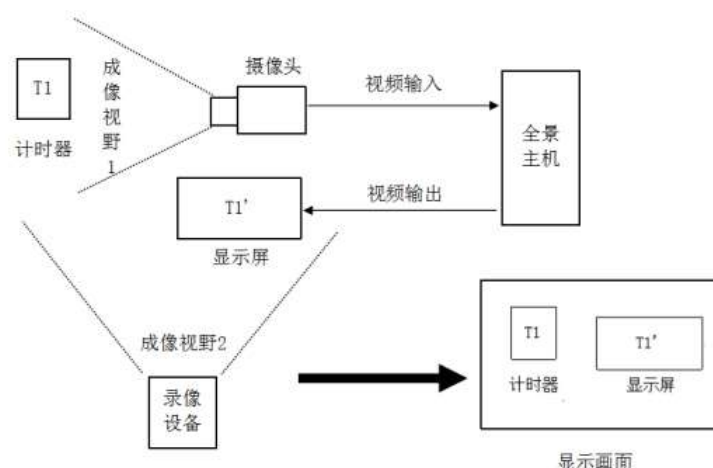 T1
计时器
成像视野1
摄像头
视频输入
全景
主机
T1'
视频输出
显示屏
成像视野2
录像
设备
T1
计时器
T1'
显示屏
显示画面